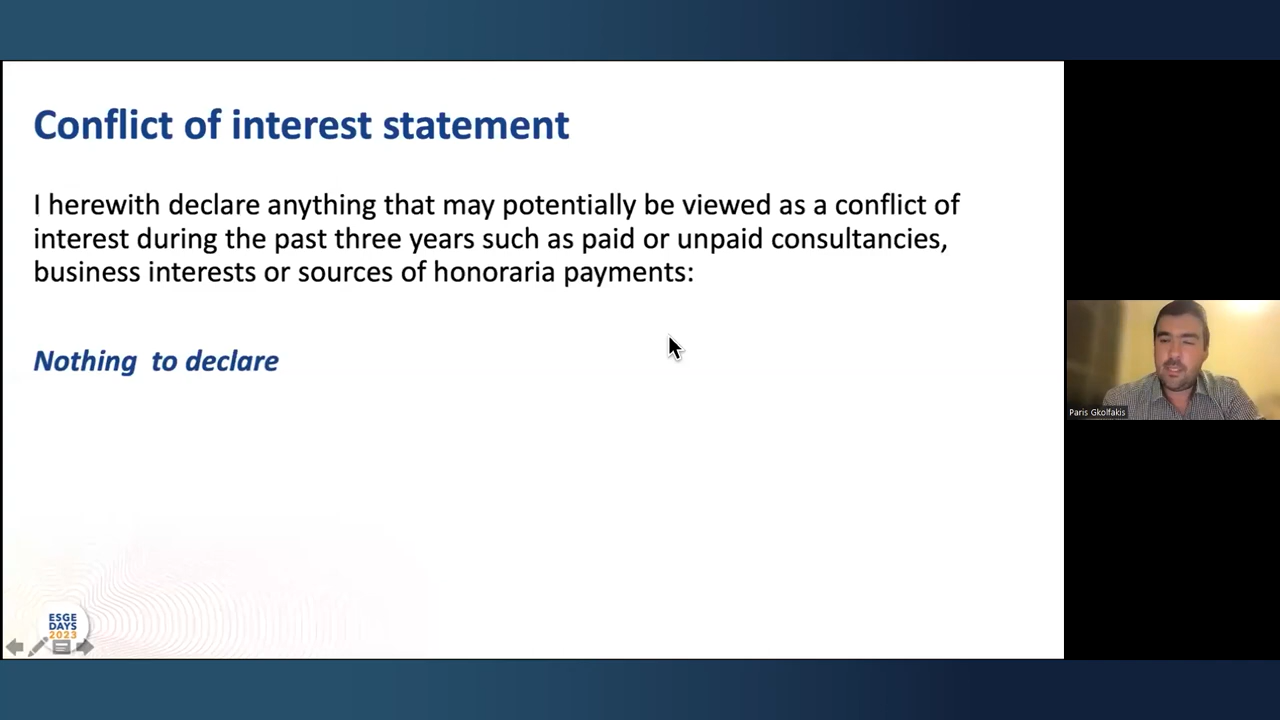 Conflict of interest statement
I herewith declare anything that may potentially be viewed as a conflict of
interest during the past three years such as paid or unpaid consultancies,
business interests or sources of honoraria payments:
Nothing to declare
Paris Gkolfakis
ESGE
DAYS
2023